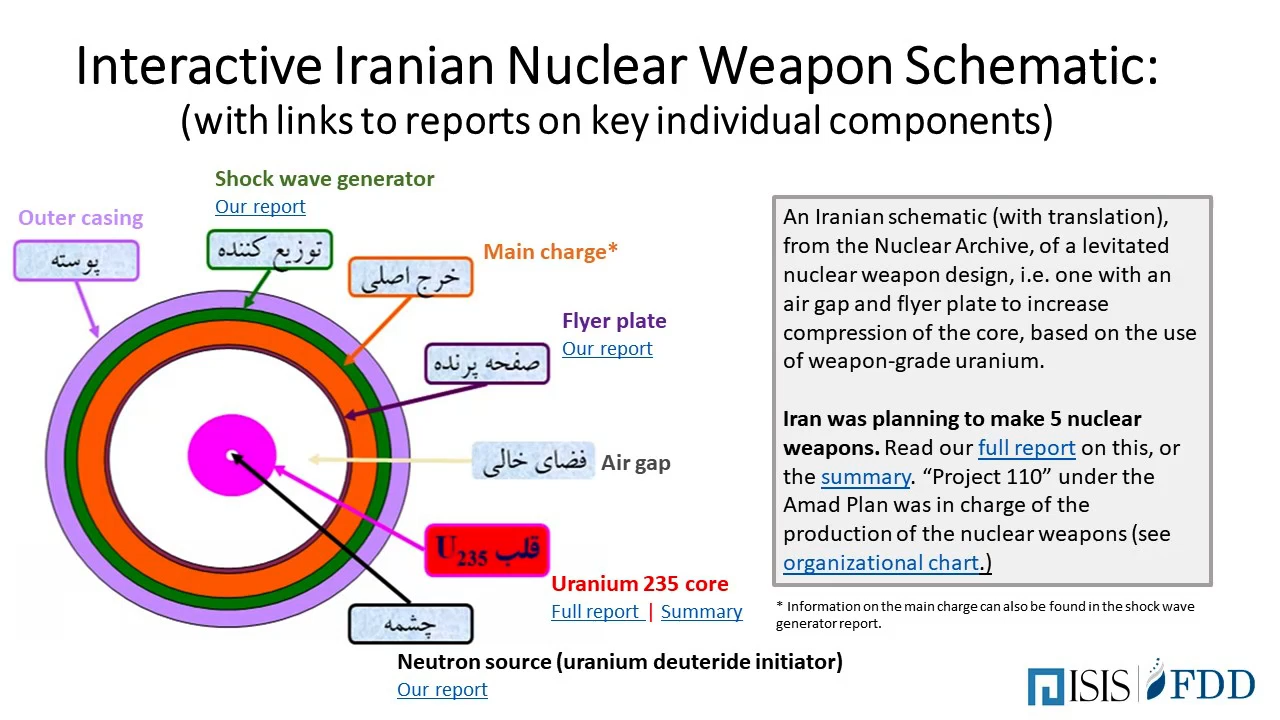 Interactive Iranian Nuclear Weapon Schematic:
(with links to reports on key individual components)
Shock wave generator
Our report
Outer casing
پوسته
توزیع کننده
Main charge*
خرج اصلی
Flyer plate
Our report
صفحه پرنده
فضای خالی
Air gap
قلب U235
Uranium 235 core
Full report | Summary
چشمه
Neutron source (uranium deuteride initiator)
Our report
An Iranian schematic (with translation),
from the Nuclear Archive, of a levitated
nuclear weapon design, i.e. one with an
air gap and flyer plate to increase
compression of the core, based on the use
of weapon-grade uranium.
Iran was planning to make 5 nuclear
weapons. Read our full report on this, or
the summary. “Project 110” under the
Amad Plan was in charge of the
production of the nuclear weapons (see
organizational chart.)
* Information on the main charge can also be found in the shock wave
generator report.
ISIS FDD